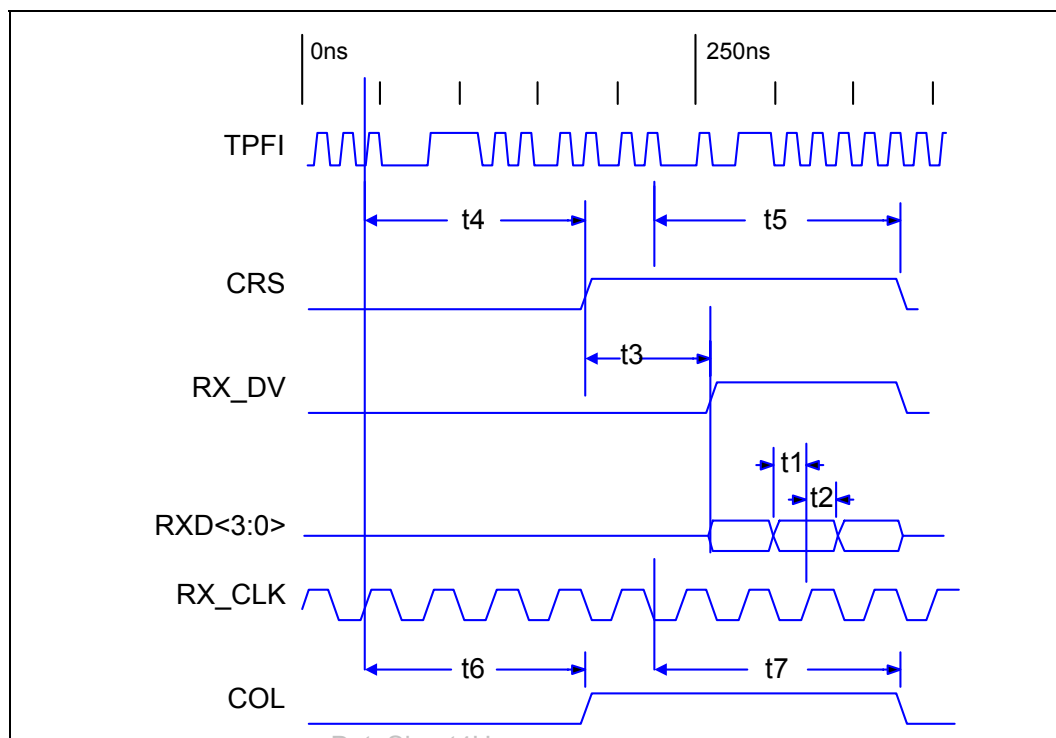 0ns 250ns
TPFI
t4 t5
CRS
t3
RX_DV
t1
t2
RXD<3:0>
RX_CLK
t6 t7
COL